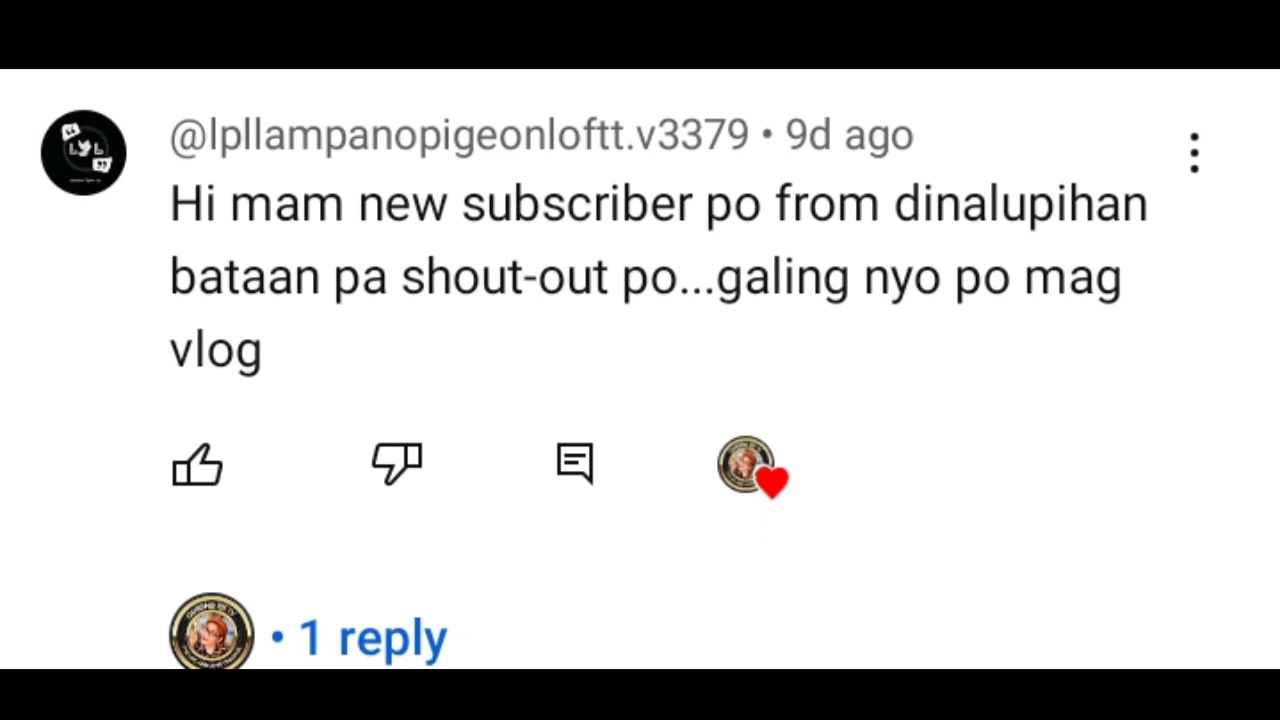 @lpllampanopigeonloftt.v3379 • 9d ago
Hi mam new subscriber po from dinalupihan
bataan pa shout-out po...galing nyo po mag
vlog
• 1 reply